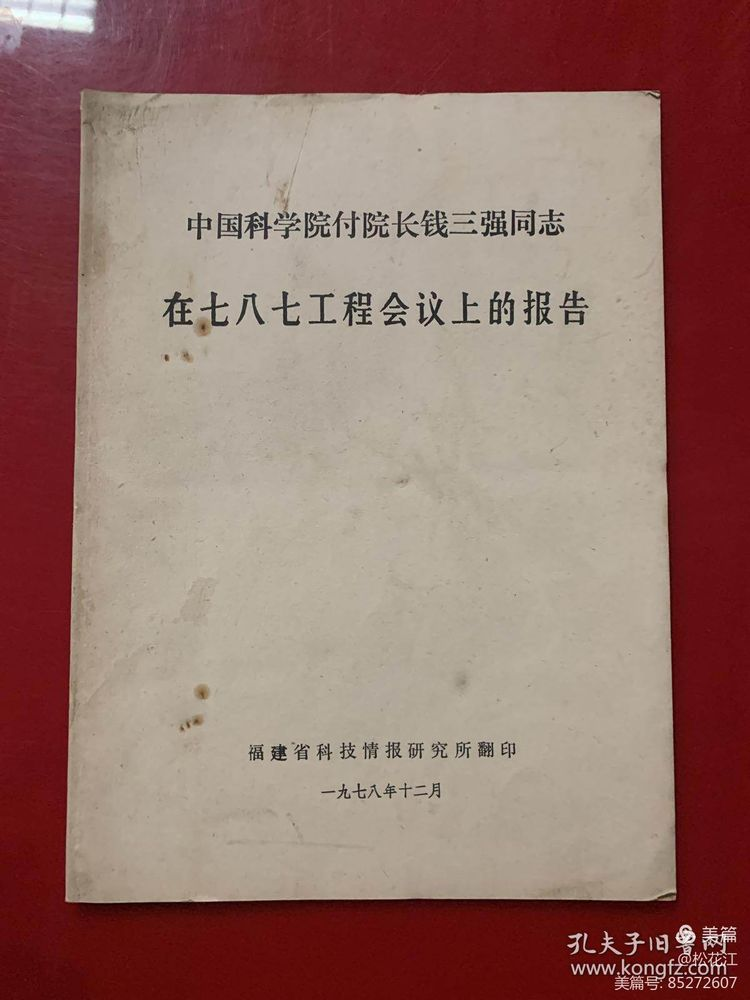 中国科学院付院长钱三强同志
在七八七工程会议上的报告
福建省科技情报研究所翻印
一九七八年十二月
美篇
@松花江
孔夫子旧书网
www.kongfz.com
美篇号: 85272607